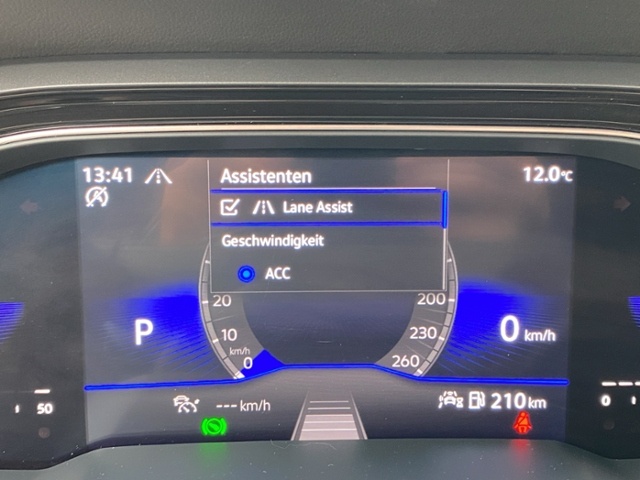 13:41
Assistenten
12.0°C
Lane Assist
Geschwindigkeit
ACC
20
200
P
10
230
0 km/h
km/h
0
260
50
--- km/h
210 km
0